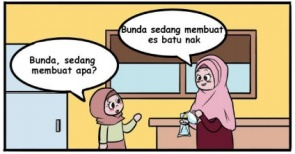 Bunda, sedang
membuat apa?
Bunda sedang membuat
es batu nak